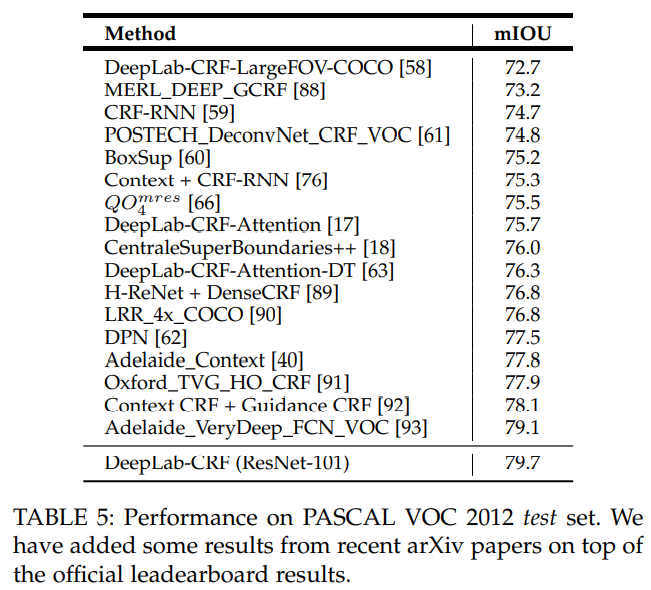 Method mIOU
DeepLab-CRF-LargeFOV-COCO [58] 72.7
MERL_DEEP_GCRF [88] 73.2
CRF-RNN [59] 74.7
POSTECH_DeconvNet_CRF_VOC [61] 74.8
BoxSup [60] 75.2
Context + CRF-RNN [76] 75.3
QO₄ᵐʳᵉˢ [66] 75.5
DeepLab-CRF-Attention [17] 75.7
CentraleSuperBoundaries++ [18] 76.0
DeepLab-CRF-Attention-DT [63] 76.3
H-ReNet + DenseCRF [89] 76.8
LRR_4x_COCO [90] 76.8
DPN [62] 77.5
Adelaide_Context [40] 77.8
Oxford_TVG_HO_CRF [91] 77.9
Context CRF + Guidance CRF [92] 78.1
Adelaide_VeryDeep_FCN_VOC [93] 79.1
DeepLab-CRF (ResNet-101) 79.7
TABLE 5: Performance on PASCAL VOC 2012 test set. We
have added some results from recent arXiv papers on top of
the official leadearboard results.